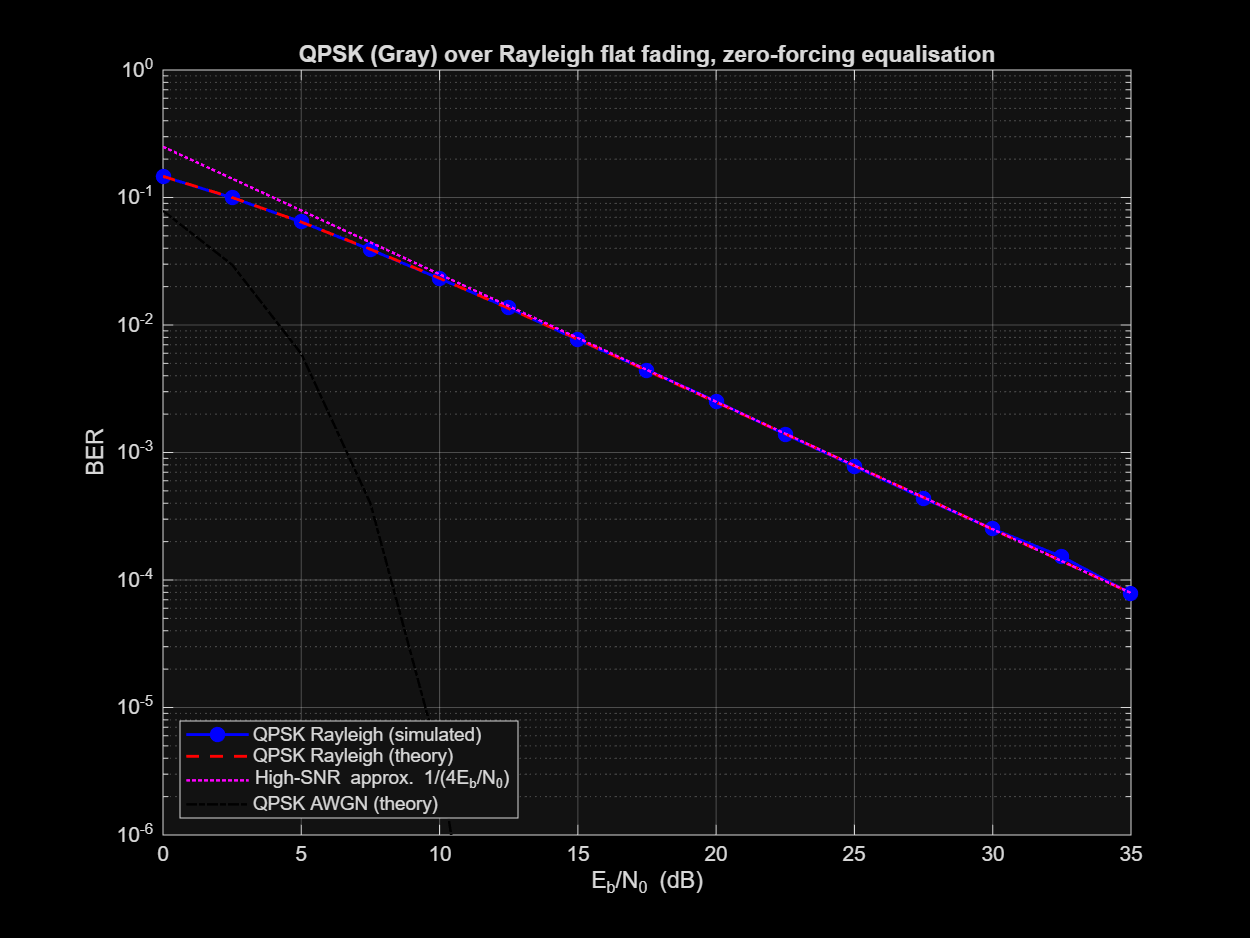 QPSK (Gray) over Rayleigh flat fading, zero-forcing equalisation
10^0
10^-1
10^-2
10^-3
10^-4
10^-5
10^-6
BER
QPSK Rayleigh (simulated)
QPSK Rayleigh (theory)
High-SNR approx. 1/(4E_b/N_0)
QPSK AWGN (theory)
0 5 10 15 20 25 30 35
E_b/N_0 (dB)